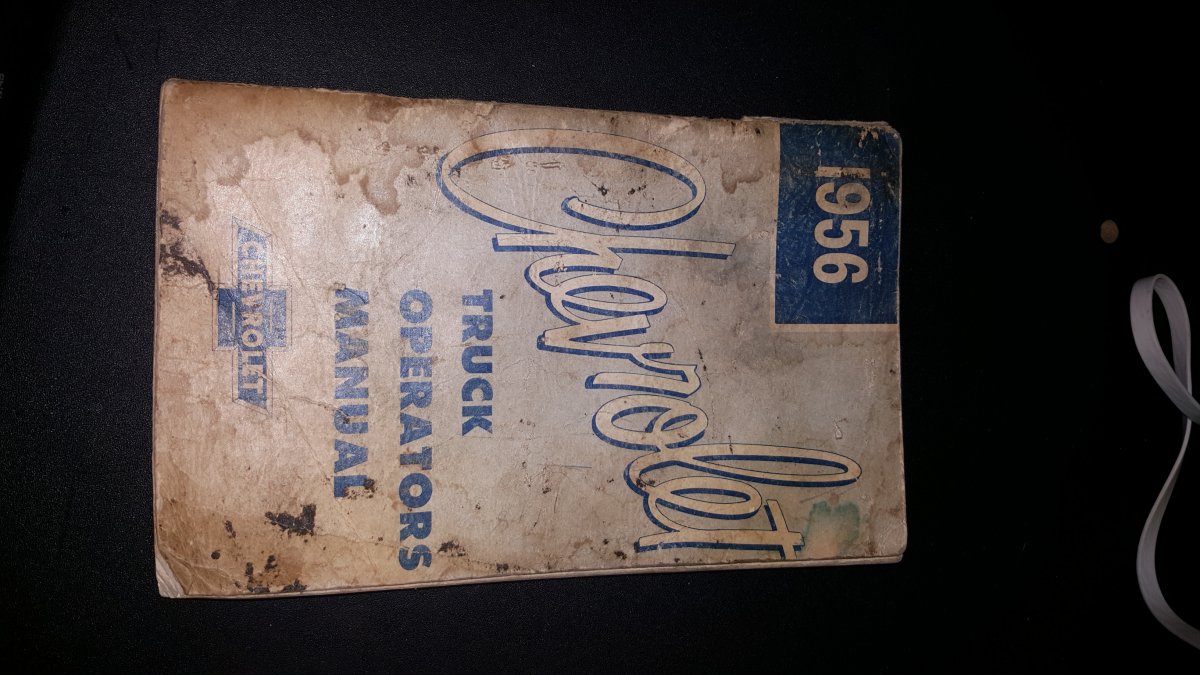 1956
Chevrolet
TRUCK
OPERATORS
MANUAL
CHEVROLET